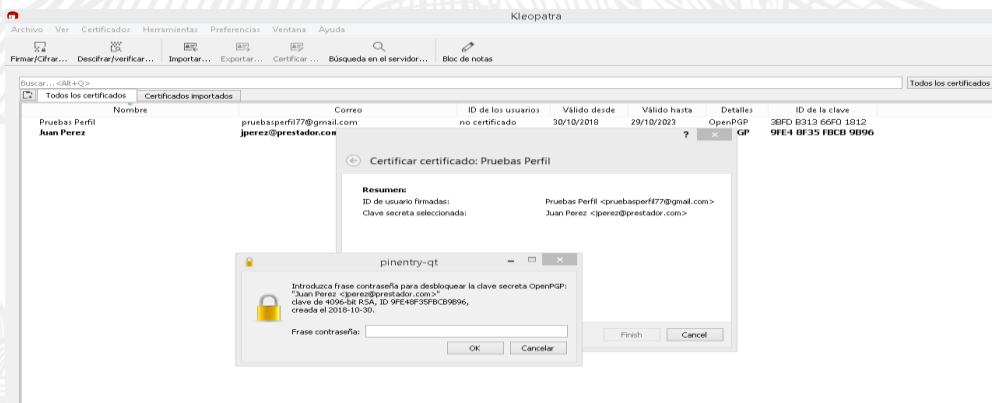 Kleopatra
Archivo Ver Certificados Herramientas Preferencias Ventana Ayuda
Firmar/Cifrar... Descifrar/verificar... Importar... Exportar... Certificar ... Búsqueda en el servidor... Bloc de notas
Buscar... <Alt+Q> Todos los certificados
Todos los certificados Certificados importados
Nombre Correo ID de los usuarios Válido desde Válido hasta Detalles ID de la clave
Pruebas Perfil pruebasperfil77@gmail.com no certificado 30/10/2018 29/10/2023 OpenPGP 3BFD B313 66F0 1812
Juan Perez jperez@prestador.com GP 9FE4 8F35 FBCB 9B96
Certificar certificado: Pruebas Perfil
Resumen:
ID de usuario firmadas: Pruebas Perfil <pruebasperfil77@gmail.com>
Clave secreta seleccionada: Juan Perez <jperez@prestador.com>
pinentry-qt
Introduzca frase contraseña para desbloquear la clave secreta OpenPGP:
"Juan Perez <jperez@prestador.com>"
clave de 4096-bit RSA, ID 9FE48F35FBCB9B96,
creada el 2018-10-30.
Frase contraseña:
OK Cancelar
Finish Cancel